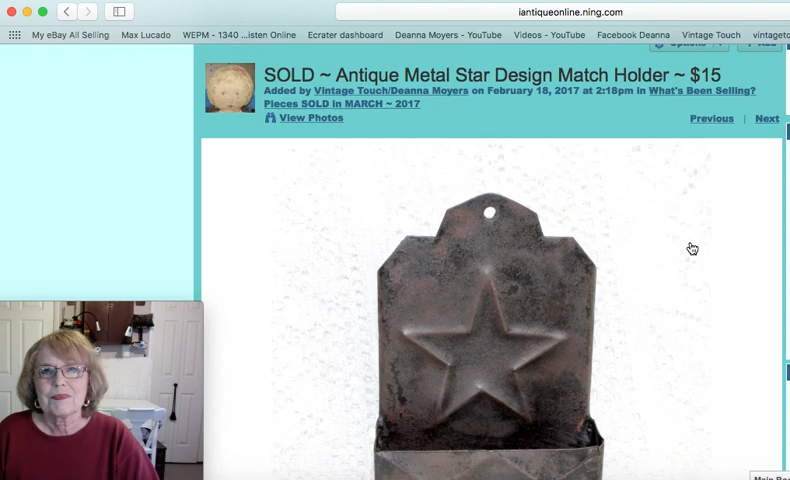 iantiqueonline.ning.com
My eBay All Selling
Max Lucado
WEPM - 1340 ...isten Online
Ecrater dashboard
Deanna Moyers - YouTube
Videos - YouTube
Facebook Deanna
Vintage Touch
vintagetc
Options
Add
SOLD ~ Antique Metal Star Design Match Holder ~ $15
Added by Vintage Touch/Deanna Moyers on February 18, 2017 at 2:18pm in What's Been Selling?
Pieces SOLD in MARCH ~ 2017
View Photos
Previous | Next